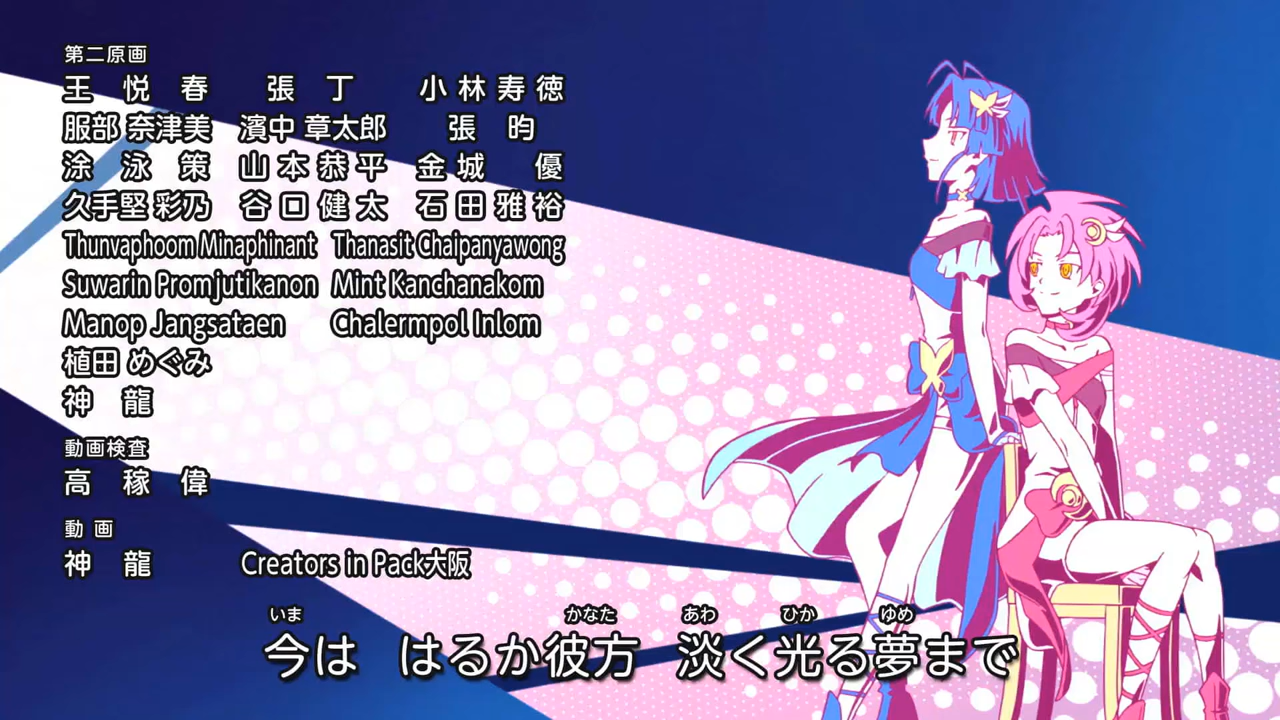 第二原画
王 悦 春 張 丁 小林寿徳
服部 奈津美 濱中 章太郎 張 昀
涂 泳 策 山本恭平 金城 優
久手堅 彩乃 谷口健太 石田雅裕
Thunvaphoom Minaphinant Thanasit Chaipanyawong
Suwarin Promjutikanon Mint Kanchanakom
Manop Jangsataen Chalermpol Inlom
植田 めぐみ
神 龍
動画検査
高 稼 偉
動 画
神 龍 Creators in Pack大阪
いま かなた あわ ひか ゆめ
今は はるか彼方 淡く光る夢まで